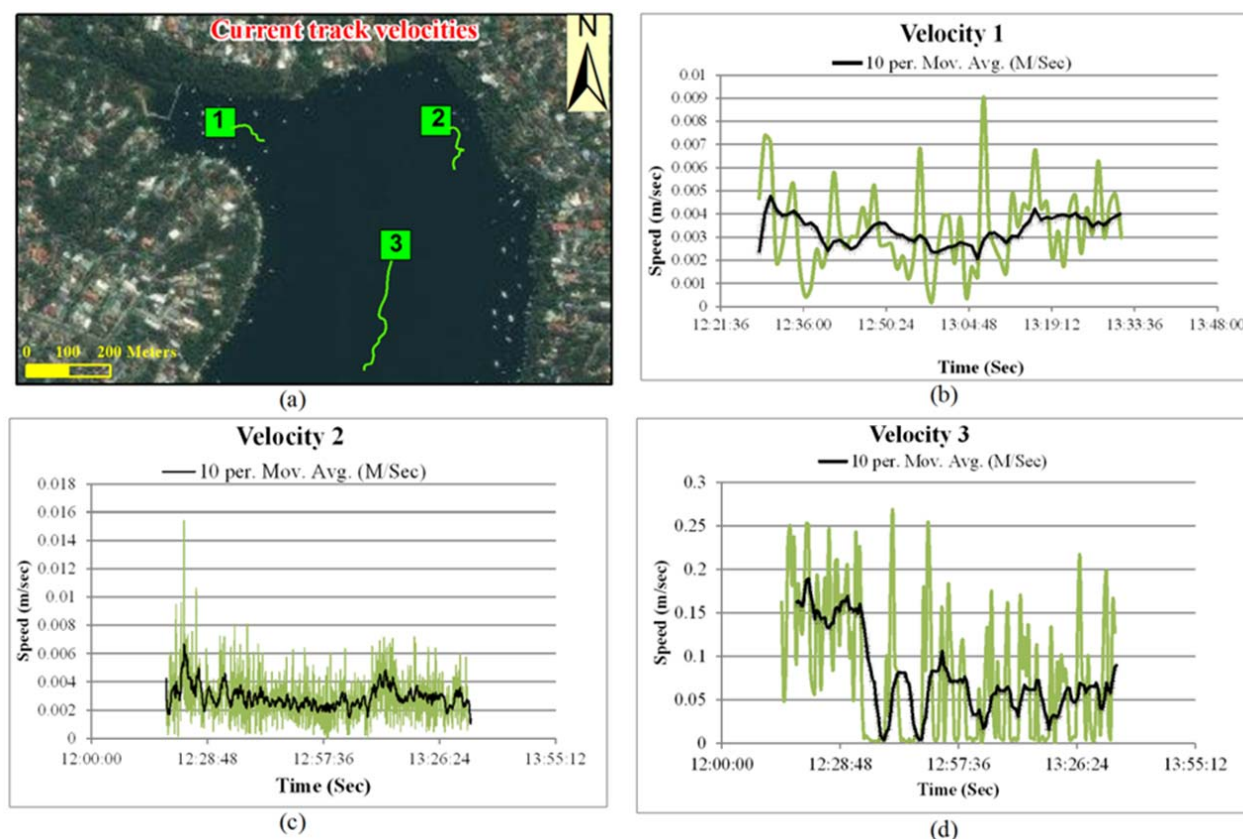 Current track velocities
N
1
2
3
0 100 200 Meters
(a)
Velocity 1
10 per. Mov. Avg. (M/Sec)
Speed (m/sec)
0.01
0.009
0.008
0.007
0.006
0.005
0.004
0.003
0.002
0.001
0
12:21:36 12:36:00 12:50:24 13:04:48 13:19:12 13:33:36 13:48:00
Time (Sec)
(b)
Velocity 2
10 per. Mov. Avg. (M/Sec)
Speed (m/sec)
0.018
0.016
0.014
0.012
0.01
0.008
0.006
0.004
0.002
0
12:00:00 12:28:48 12:57:36 13:26:24 13:55:12
Time (Sec)
(c)
Velocity 3
10 per. Mov. Avg. (M/Sec)
Speed (m/sec)
0.3
0.25
0.2
0.15
0.1
0.05
0
12:00:00 12:28:48 12:57:36 13:26:24 13:55:12
Time (Sec)
(d)